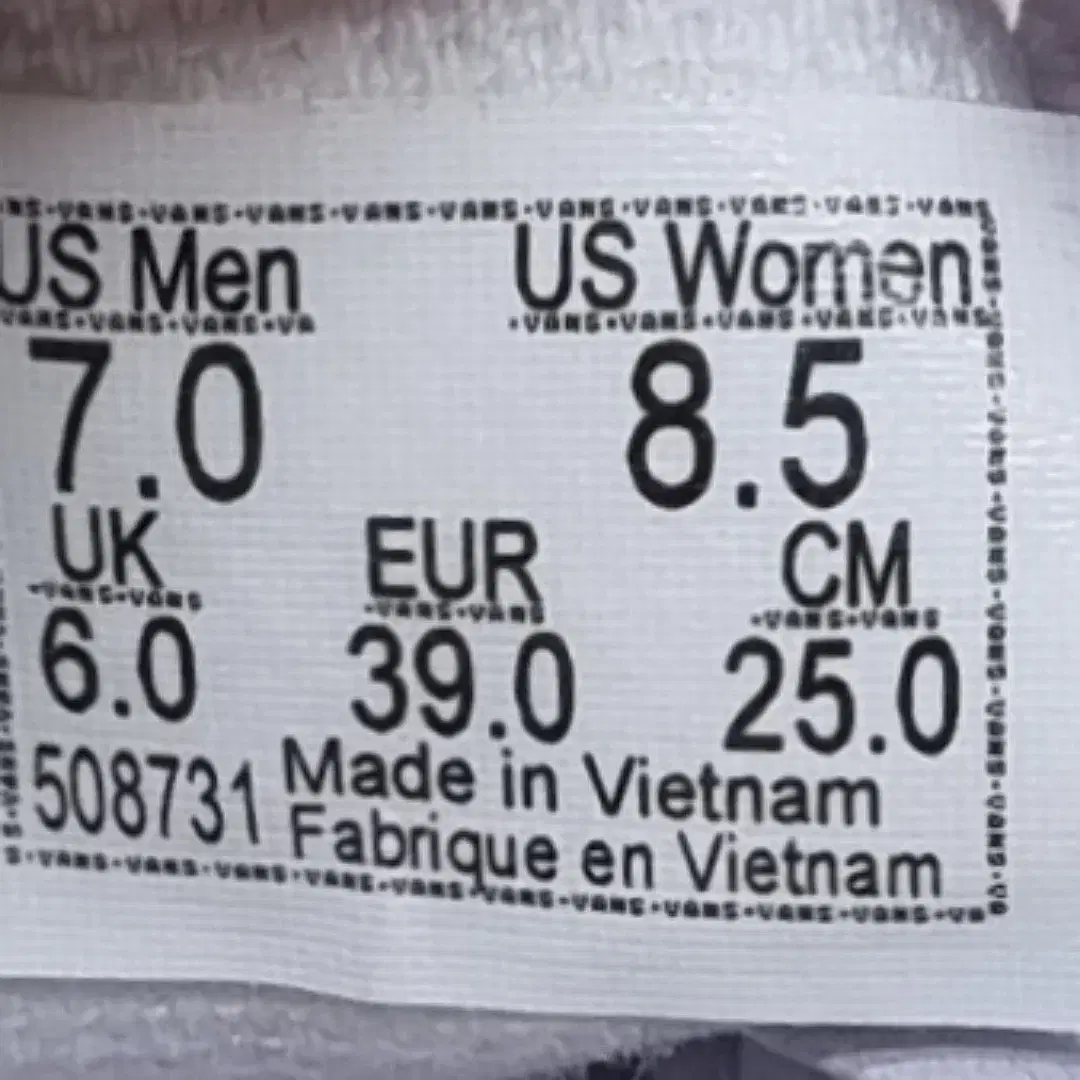 US Men US Women
7.0 8.5
UK EUR CM
6.0 39.0 25.0
508731 Made in Vietnam
Fabrique en Vietnam